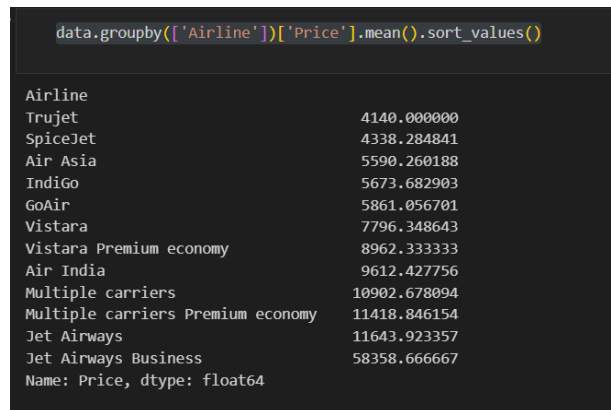 data.groupby(['Airline'])['Price'].mean().sort_values()
Airline
Trujet 4140.000000
SpiceJet 4338.284841
Air Asia 5590.260188
IndiGo 5673.682903
GoAir 5861.056701
Vistara 7796.348643
Vistara Premium economy 8962.333333
Air India 9612.427756
Multiple carriers 10902.678094
Multiple carriers Premium economy 11418.846154
Jet Airways 11643.923357
Jet Airways Business 58358.666667
Name: Price, dtype: float64